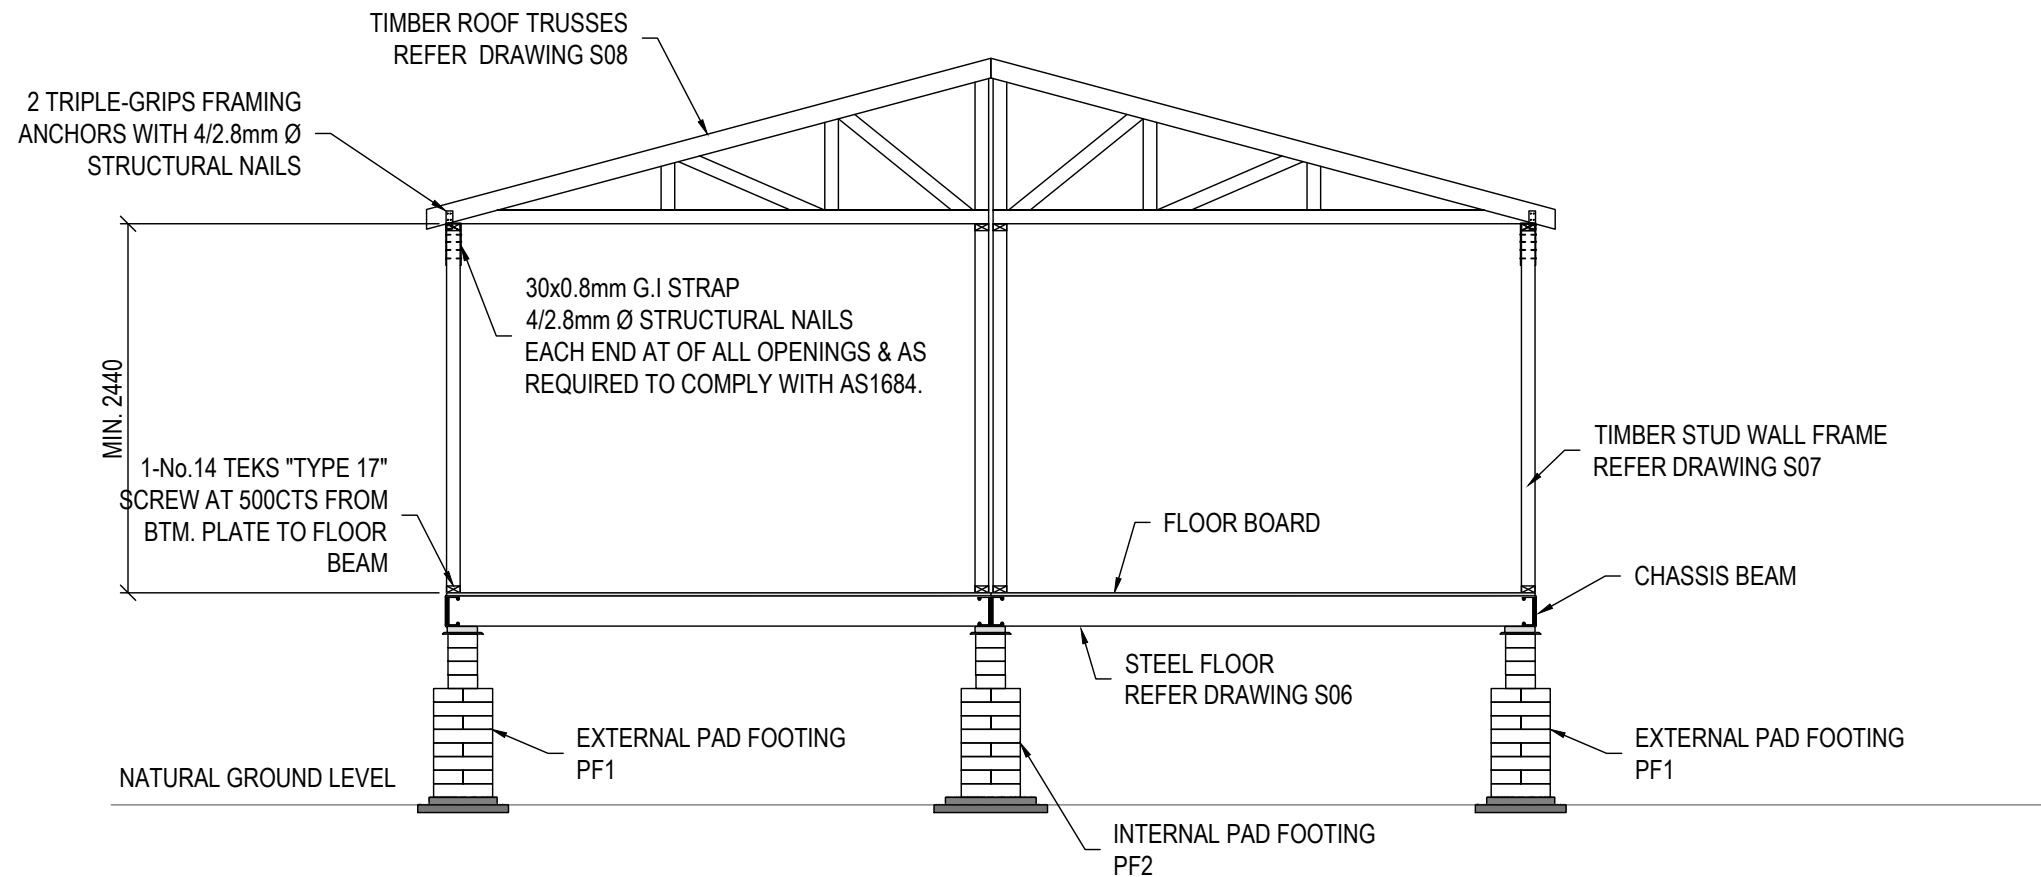 TIMBER ROOF TRUSSES
REFER  DRAWING S08
2 TRIPLE-GRIPS FRAMING
ANCHORS WITH 4/2.8mm Ø
STRUCTURAL NAILS
30x0.8mm G.I STRAP
4/2.8mm Ø STRUCTURAL NAILS
EACH END AT OF ALL OPENINGS & AS
REQUIRED TO COMPLY WITH AS1684.
MIN. 2440
1-No.14 TEKS "TYPE 17"
SCREW AT 500CTS FROM
BTM. PLATE TO FLOOR
BEAM
TIMBER STUD WALL FRAME
REFER DRAWING S07
FLOOR BOARD
CHASSIS BEAM
STEEL FLOOR
REFER DRAWING S06
EXTERNAL PAD FOOTING
PF1
EXTERNAL PAD FOOTING
PF1
NATURAL GROUND LEVEL
INTERNAL PAD FOOTING
PF2